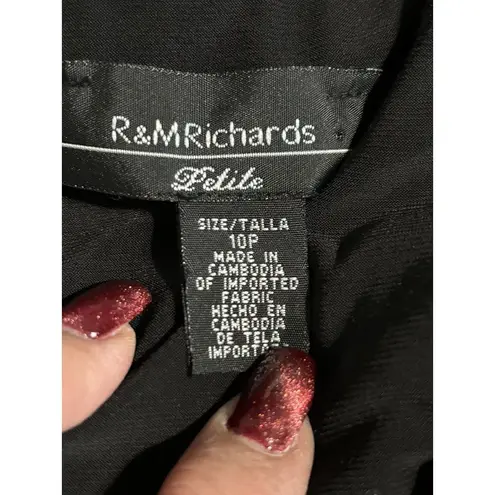 R&MRichards
Petite
SIZE/TALLA
10P
MADE IN
CAMBODIA
OF IMPORTED
FABRIC
HECHO EN
CAMBODIA
DE TELA